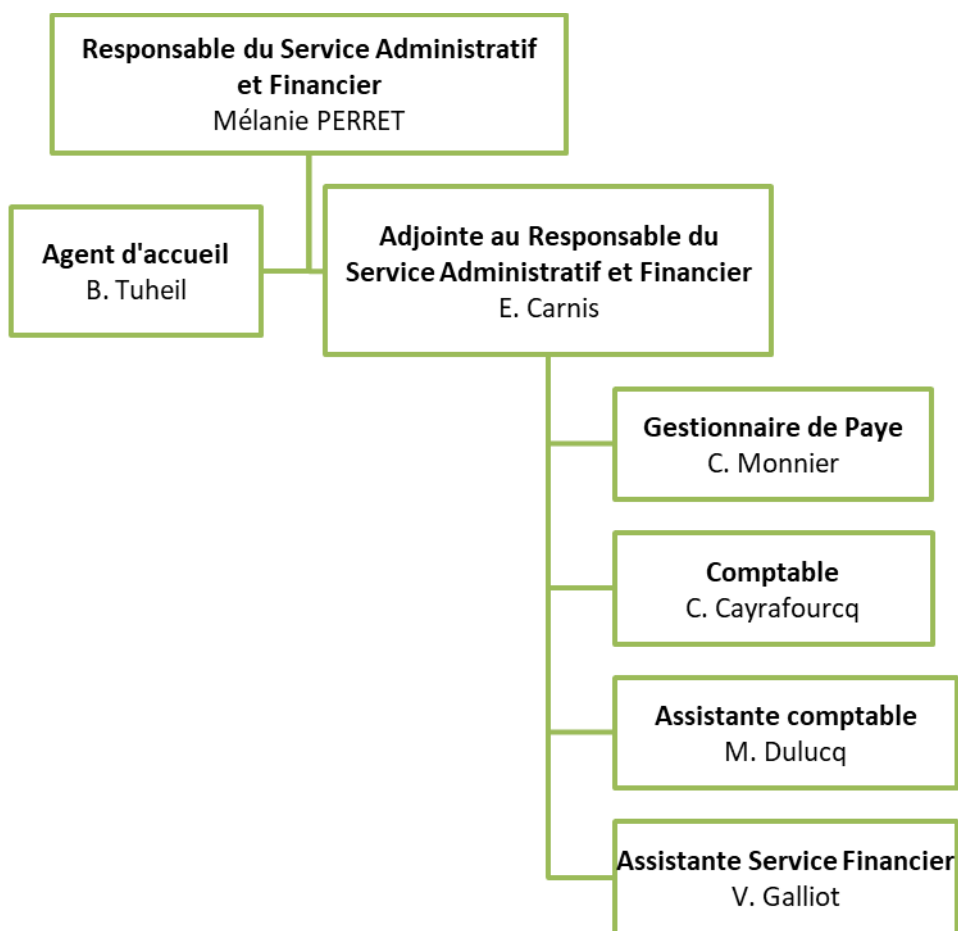 Responsable du Service Administratif
et Financier
Mélanie PERRET
Agent d'accueil
B. Tuheil
Adjointe au Responsable du
Service Administratif et Financier
E. Carnis
Gestionnaire de Paye
C. Monnier
Comptable
C. Cayrafourcq
Assistante comptable
M. Dulucq
Assistante Service Financier
V. Galliot